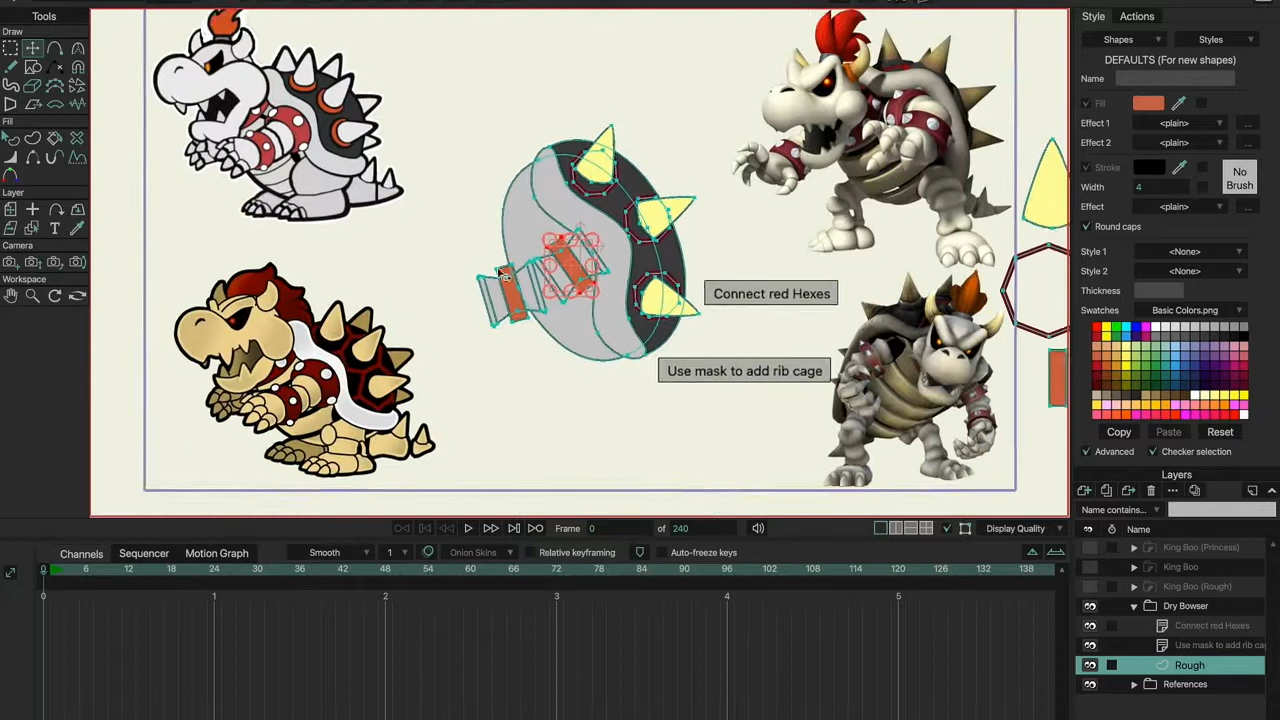 Tools
Draw
Fill
Layer
Camera
Connect red Hexes
Use mask to add rib cage
Style
Actions
Shapes
Styles
DEFAULTS (For new shapes)
Name
Fill
Effect 1
<plain>
...
Effect 2
<plain>
...
Stroke
Width
4
No
Brush
Effect
<plain>
...
Round caps
Style 1
<None>
Style 2
<None>
Thickness
Swatches
Basic Colors.png
Copy
Paste
Reset
Advanced
Checker selection
Layers
Name contains...
Name
King Boo (Princess)
King Boo
King Boo (Rough)
Dry Bowser
Connect red Hexes
Use mask to add rib cag
Rough
References
Frame
0
of
240
Display Quality
Channels
Sequencer
Motion Graph
Smooth
1
Onion Skins
Relative keyframing
Auto-freeze keys
0 6 12 18 24 30 36 42 48 54 60 66 72 78 84 90 96 102 108 114 120 126 132 138
0 1 2 3 4 5